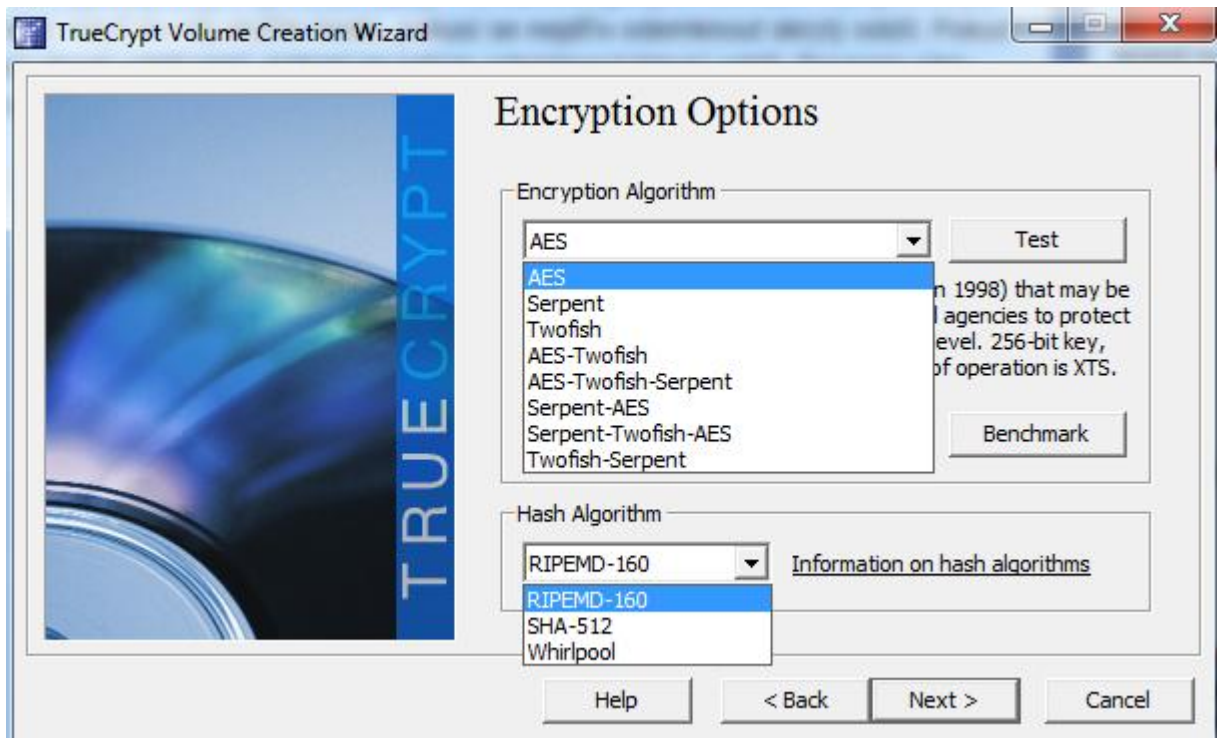 TrueCrypt Volume Creation Wizard
TRUECRYPT
Encryption Options
Encryption Algorithm
AES
Test
AES
Serpent
Twofish
AES-Twofish
AES-Twofish-Serpent
Serpent-AES
Serpent-Twofish-AES
Twofish-Serpent
n 1998) that may be
agencies to protect
evel. 256-bit key,
of operation is XTS.
Benchmark
Hash Algorithm
RIPEMD-160
Information on hash algorithms
RIPEMD-160
SHA-512
Whirlpool
Help
< Back
Next >
Cancel